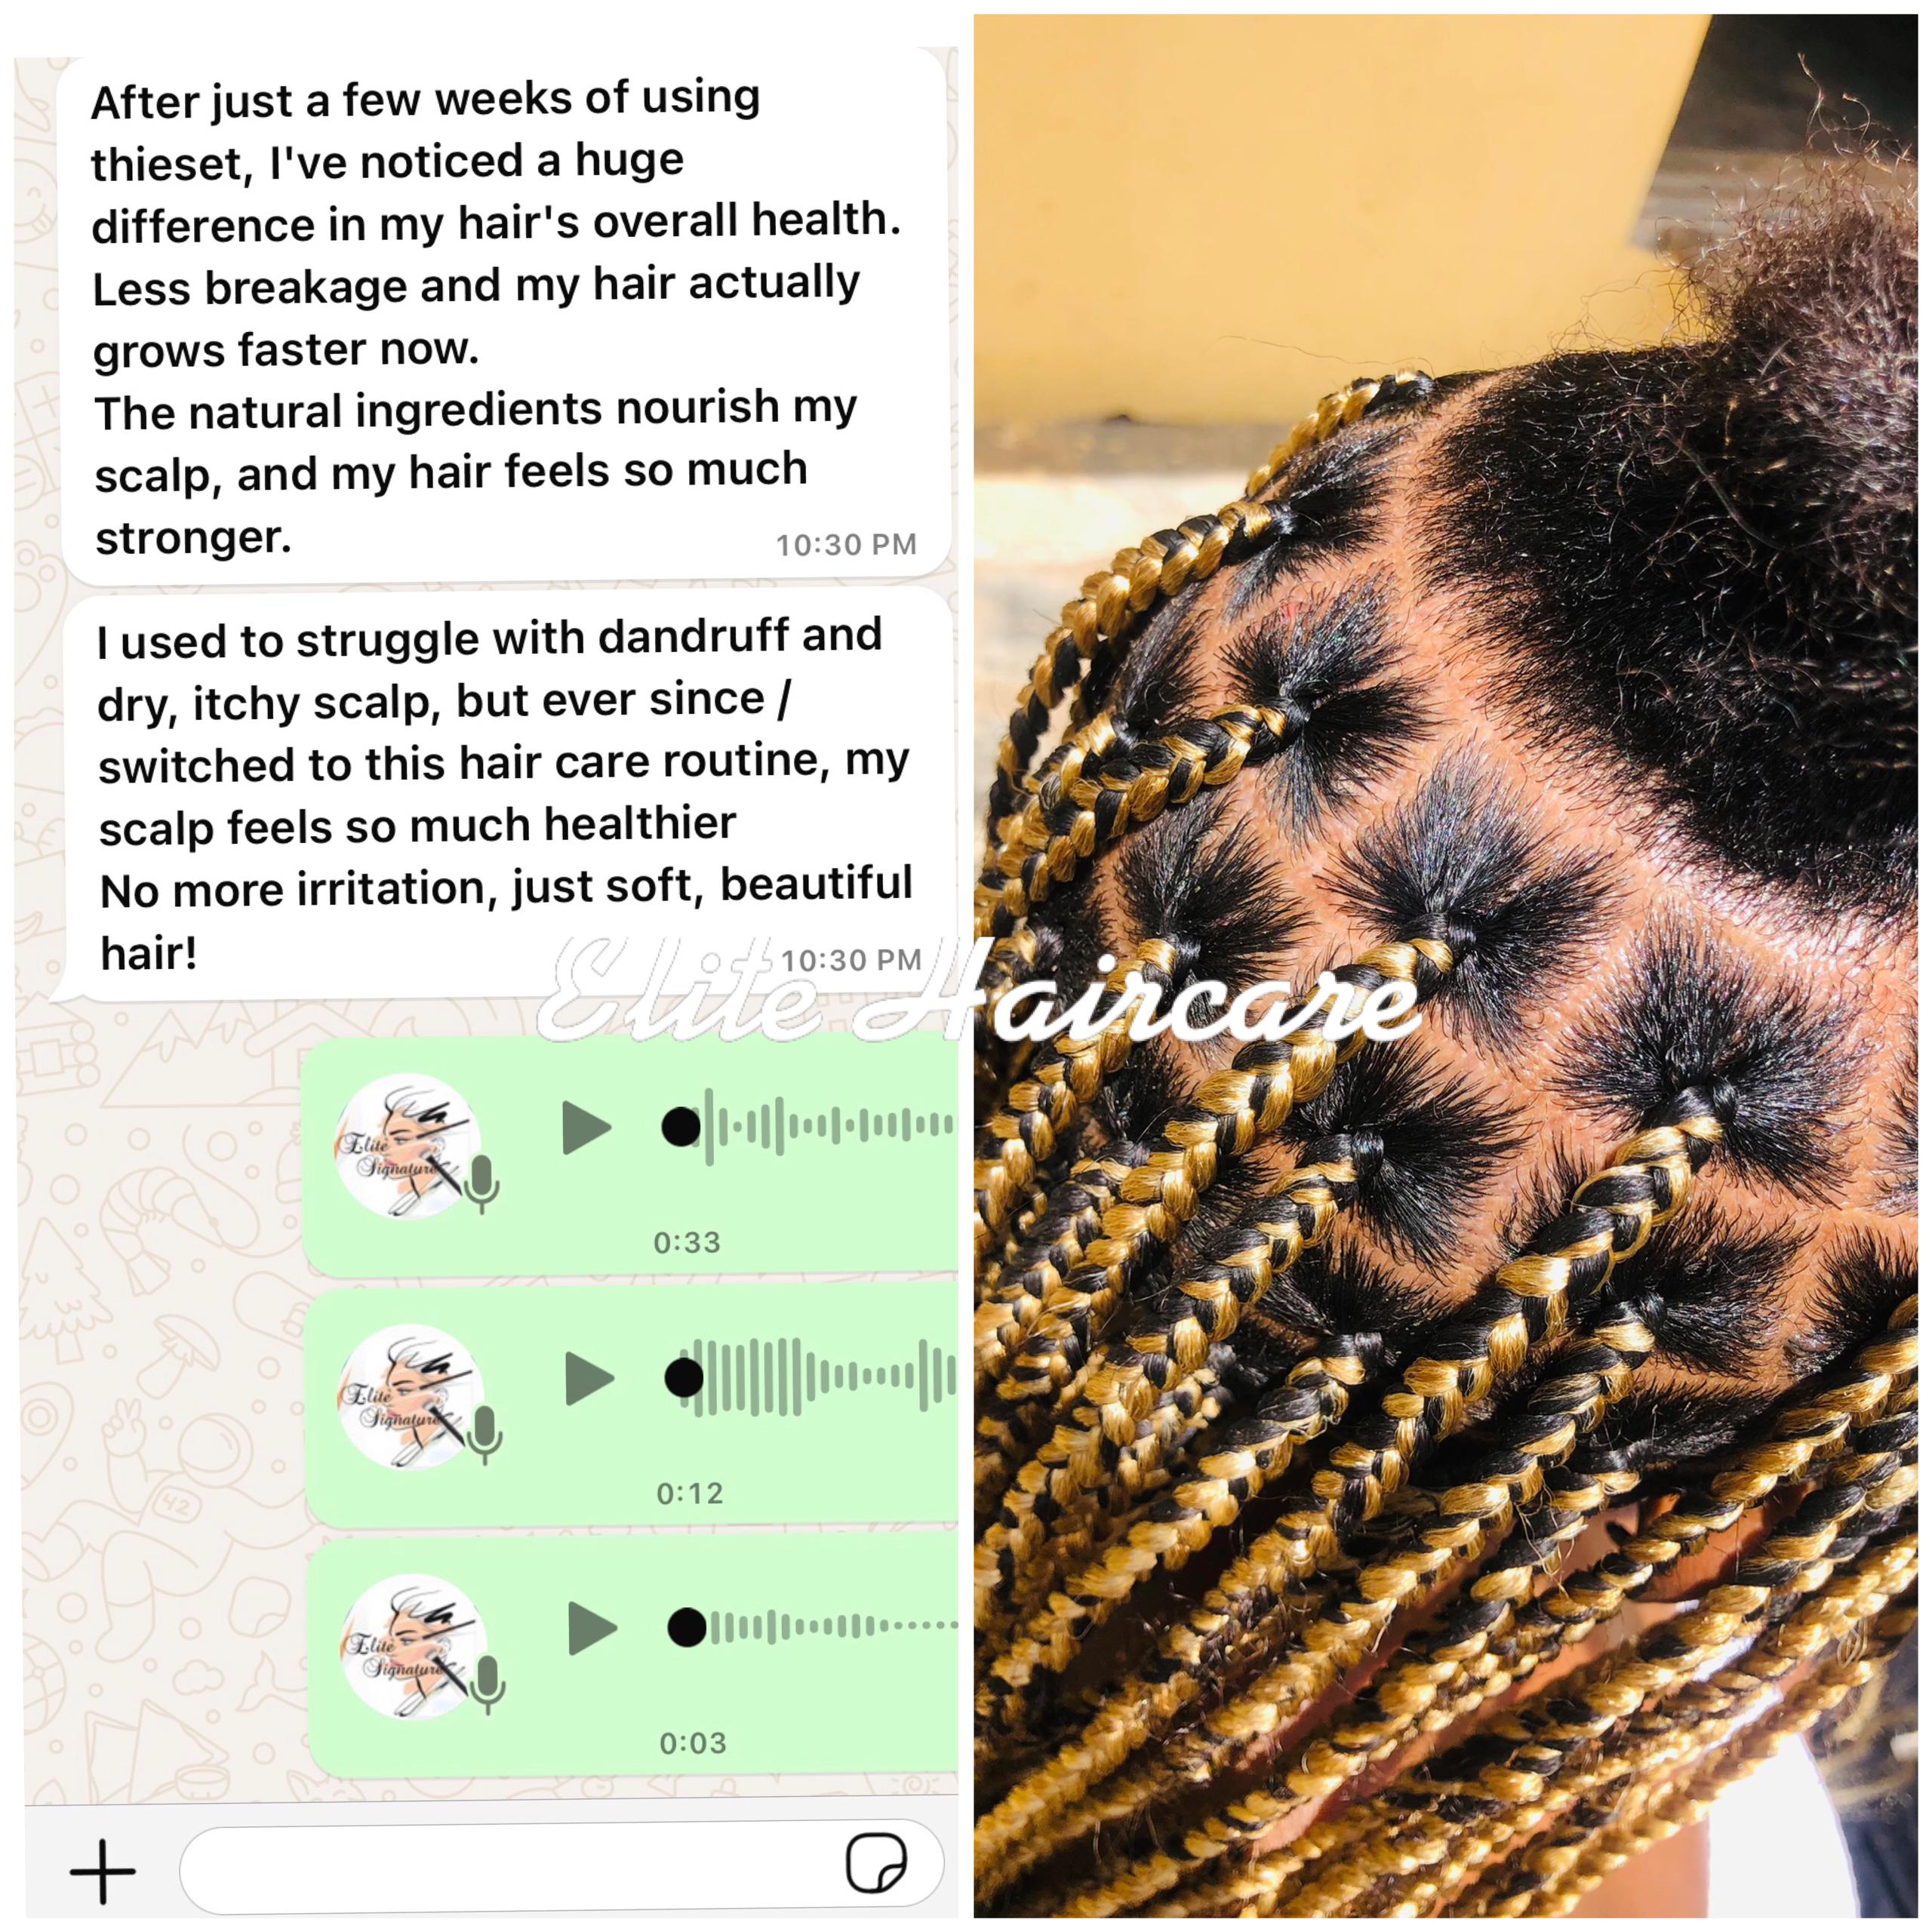 After just a few weeks of using
thieset, I've noticed a huge
difference in my hair's overall health.
Less breakage and my hair actually
grows faster now.
The natural ingredients nourish my
scalp, and my hair feels so much
stronger.
10:30 PM
I used to struggle with dandruff and
dry, itchy scalp, but ever since /
switched to this hair care routine, my
scalp feels so much healthier
No more irritation, just soft, beautiful
hair!
10:30 PM
Elite Haircare
Elite
Signature
0:33
Elite
Signature
0:12
Elite
Signature
0:03
42